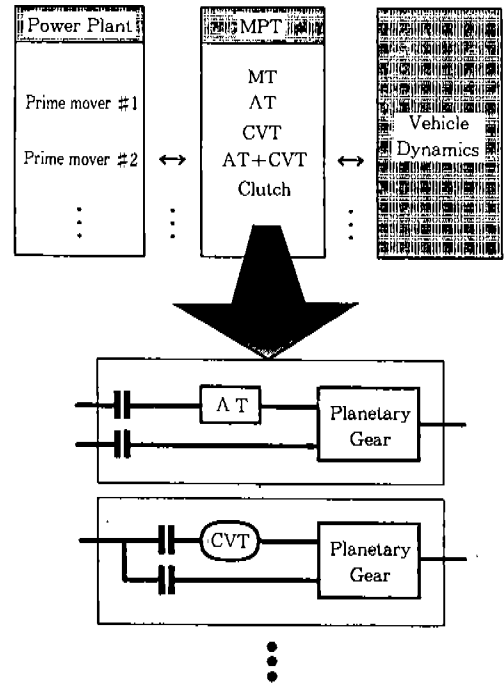 Power Plant
Prime mover #1
Prime mover #2
MPT
MT
AT
CVT
AT+CVT
Clutch
Vehicle
Dynamics
AT
Planetary
Gear
CVT
Planetary
Gear